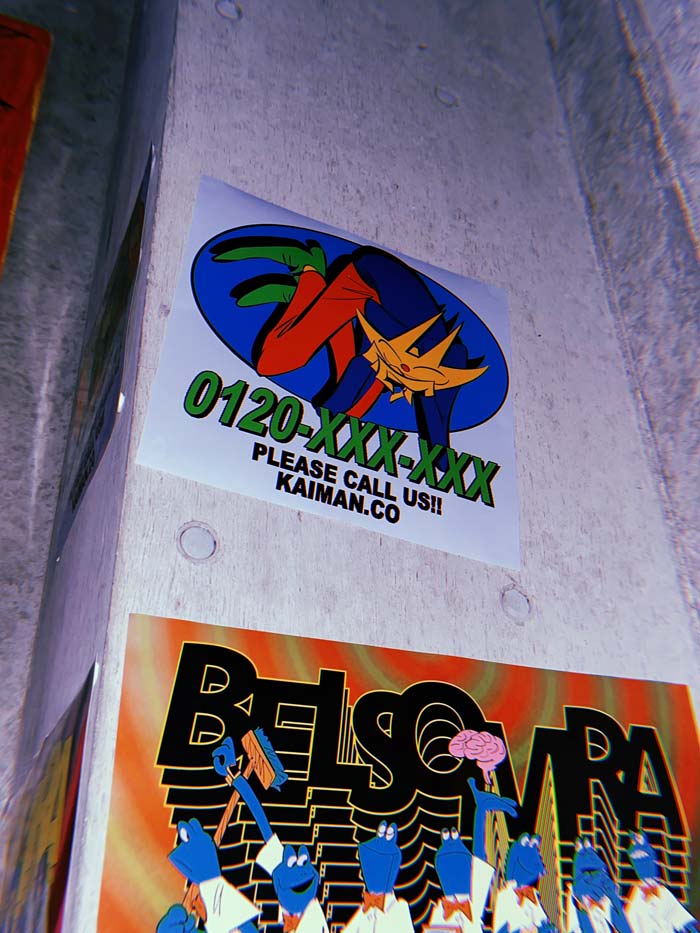 0120-XXX-XXX
PLEASE CALL US!!
KAIMAN.CO
BELSOMRA